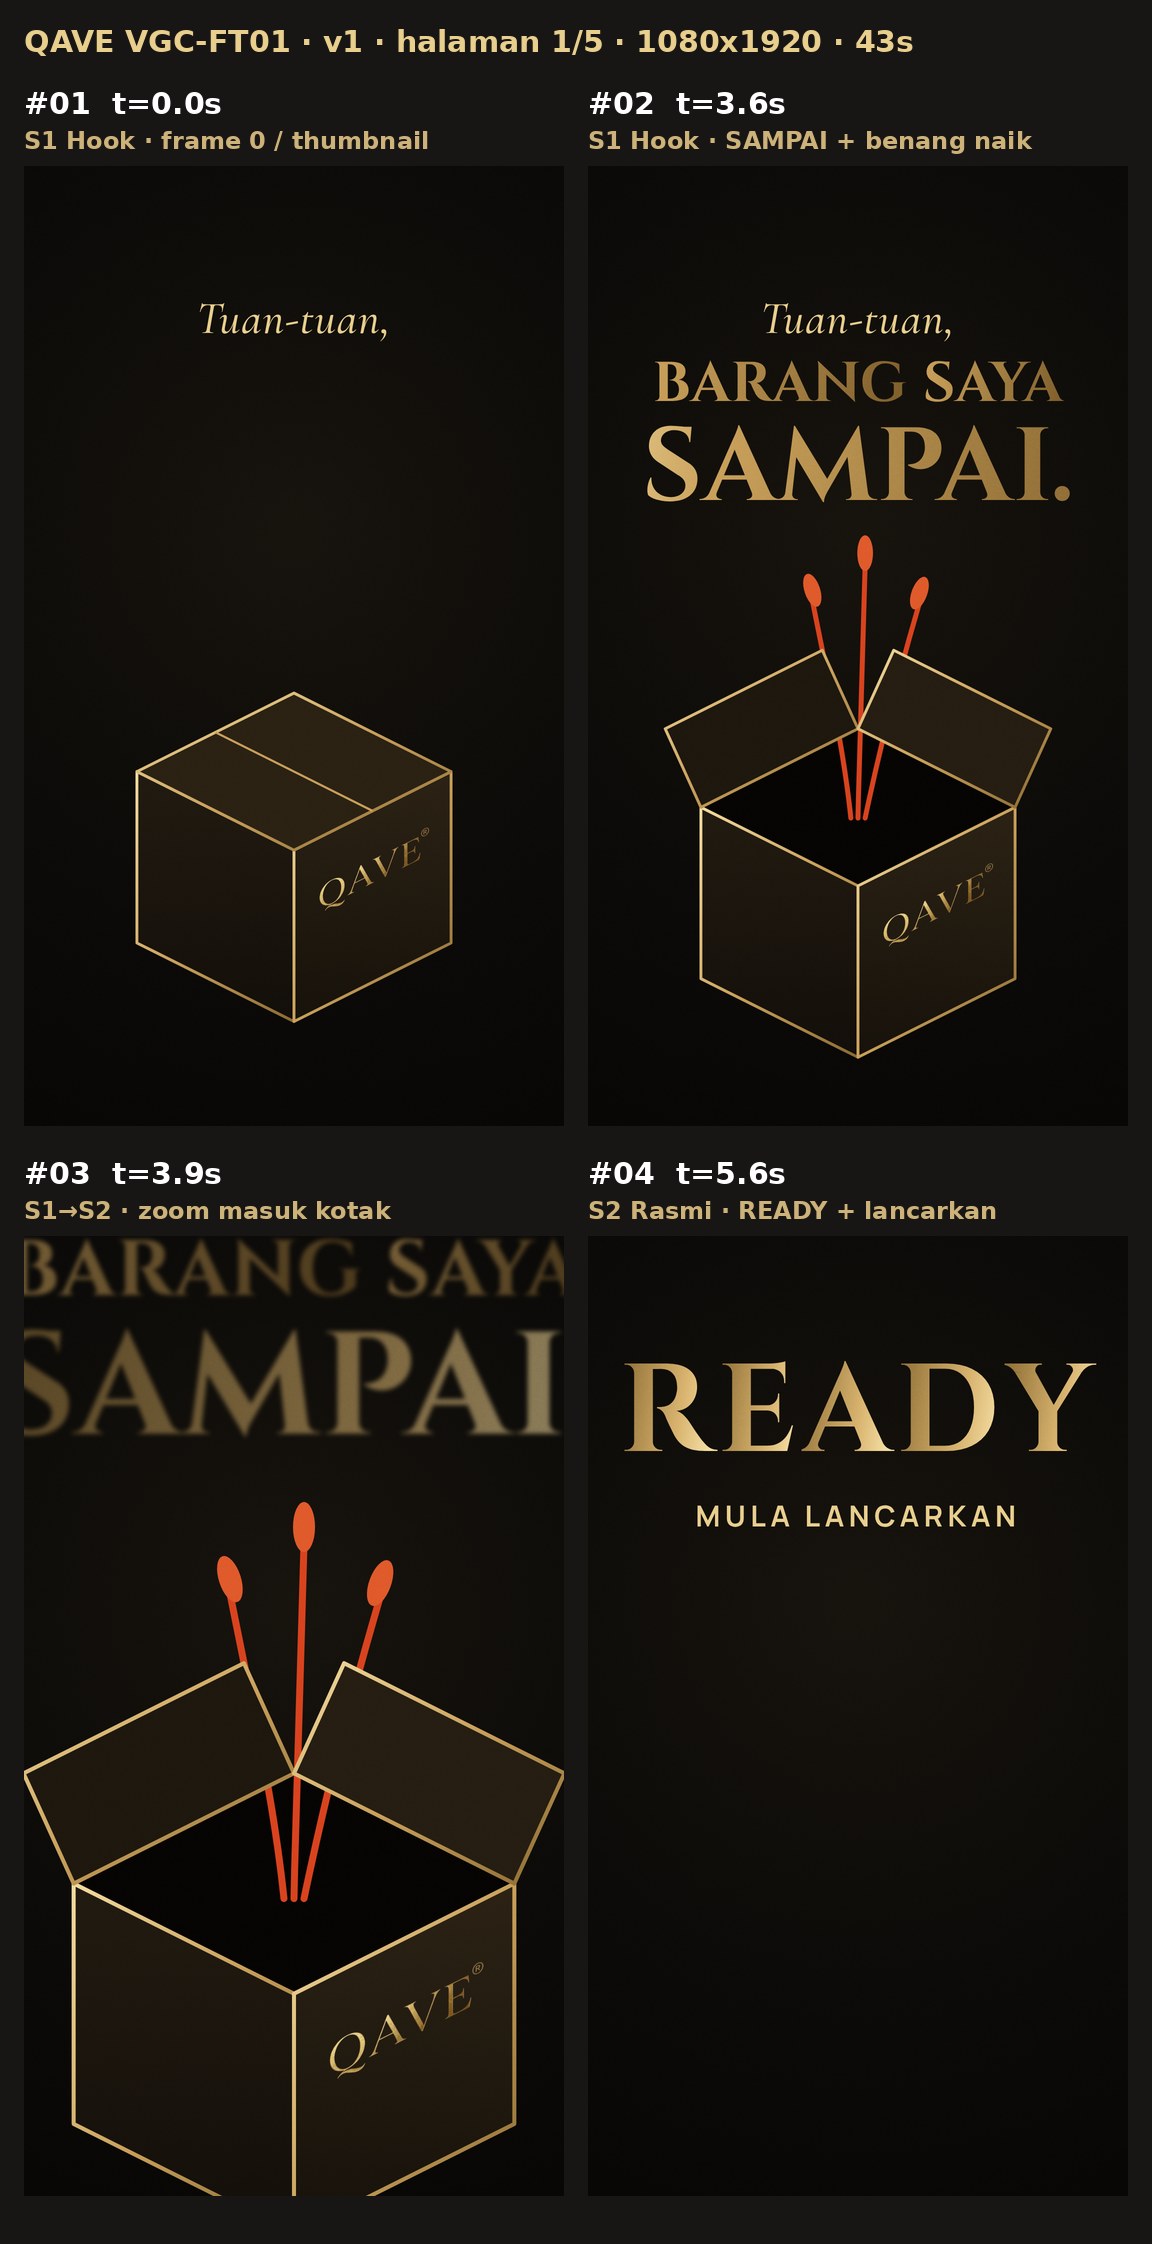 QAVE VGC-FT01 · v1 · halaman 1/5 · 1080x1920 · 43s
#01 t=0.0s
S1 Hook · frame 0 / thumbnail
Tuan-tuan,
QAVE®
#02 t=3.6s
S1 Hook · SAMPAI + benang naik
Tuan-tuan,
BARANG SAYA
SAMPAI.
QAVE®
#03 t=3.9s
S1→S2 · zoom masuk kotak
BARANG SAYA
SAMPAI
QAVE®
#04 t=5.6s
S2 Rasmi · READY + lancarkan
READY
MULA LANCARKAN